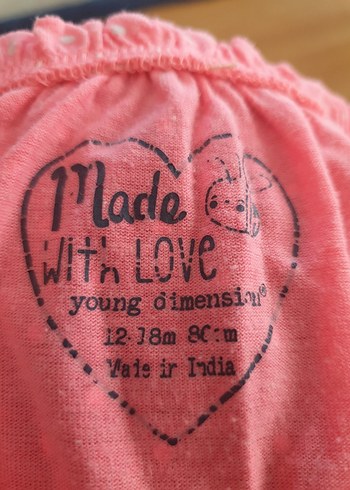 Made
WITH LOVE
young dimension®
12-18m 80cm
Made in India